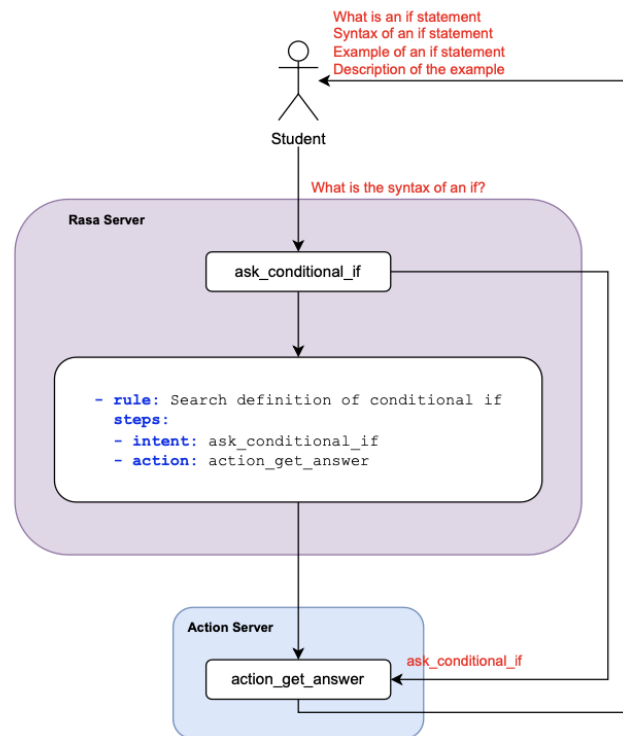 What is an if statement
Syntax of an if statement
Example of an if statement
Description of the example
Student
What is the syntax of an if?
Rasa Server
ask_conditional_if
- rule: Search definition of conditional if
steps:
- intent: ask_conditional_if
- action: action_get_answer
Action Server
ask_conditional_if
action_get_answer